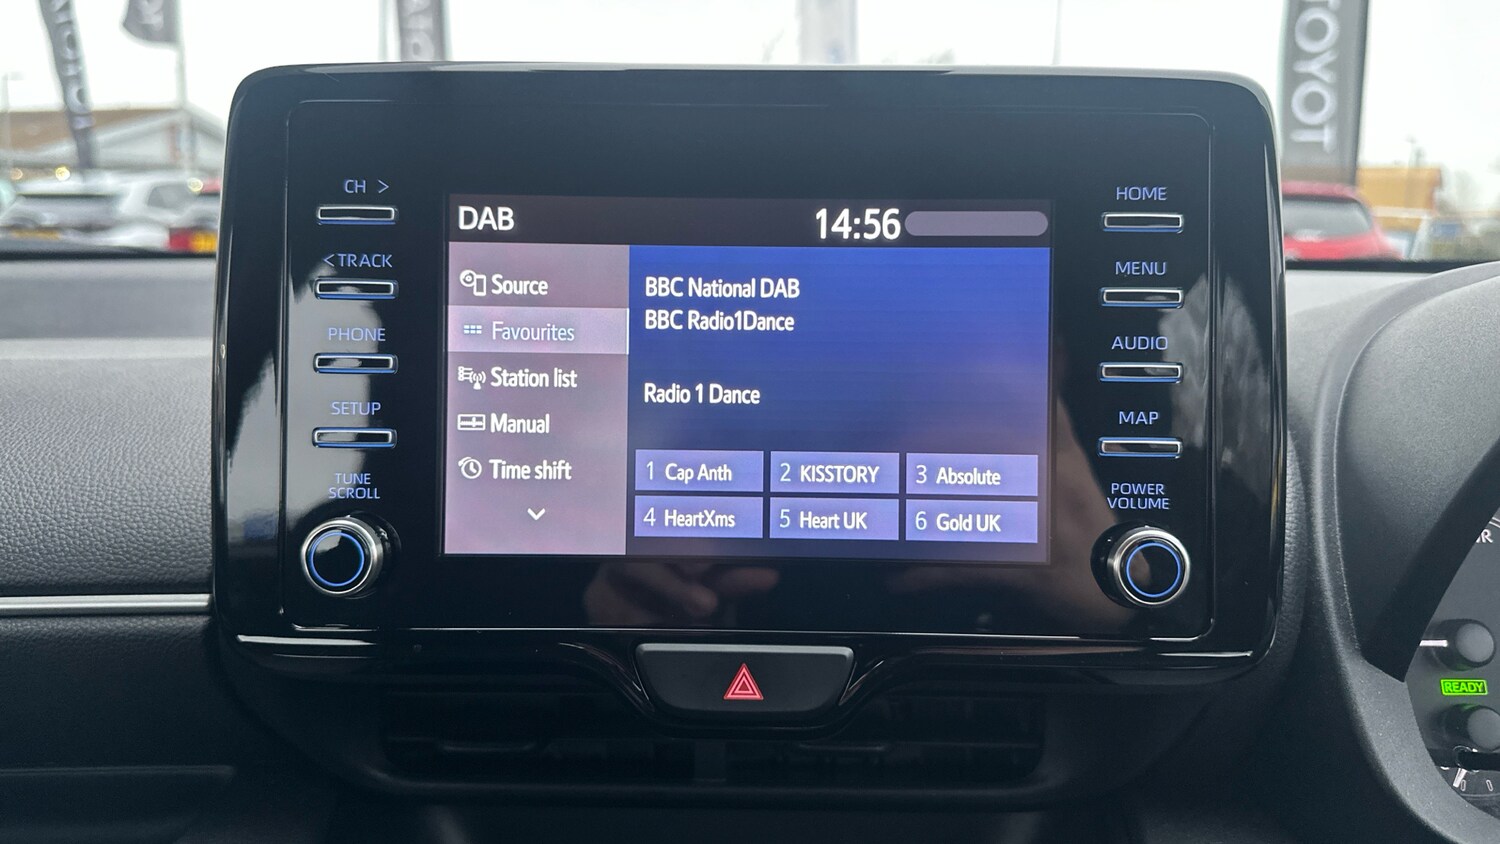 TOYOT
CH >
< TRACK
PHONE
SETUP
TUNE
SCROLL
DAB
14:56
Source
Favourites
Station list
Manual
Time shift
BBC National DAB
BBC Radio1Dance
Radio 1 Dance
1 Cap Anth
2 KISSTORY
3 Absolute
4 HeartXms
5 Heart UK
6 Gold UK
HOME
MENU
AUDIO
MAP
POWER
VOLUME
READY